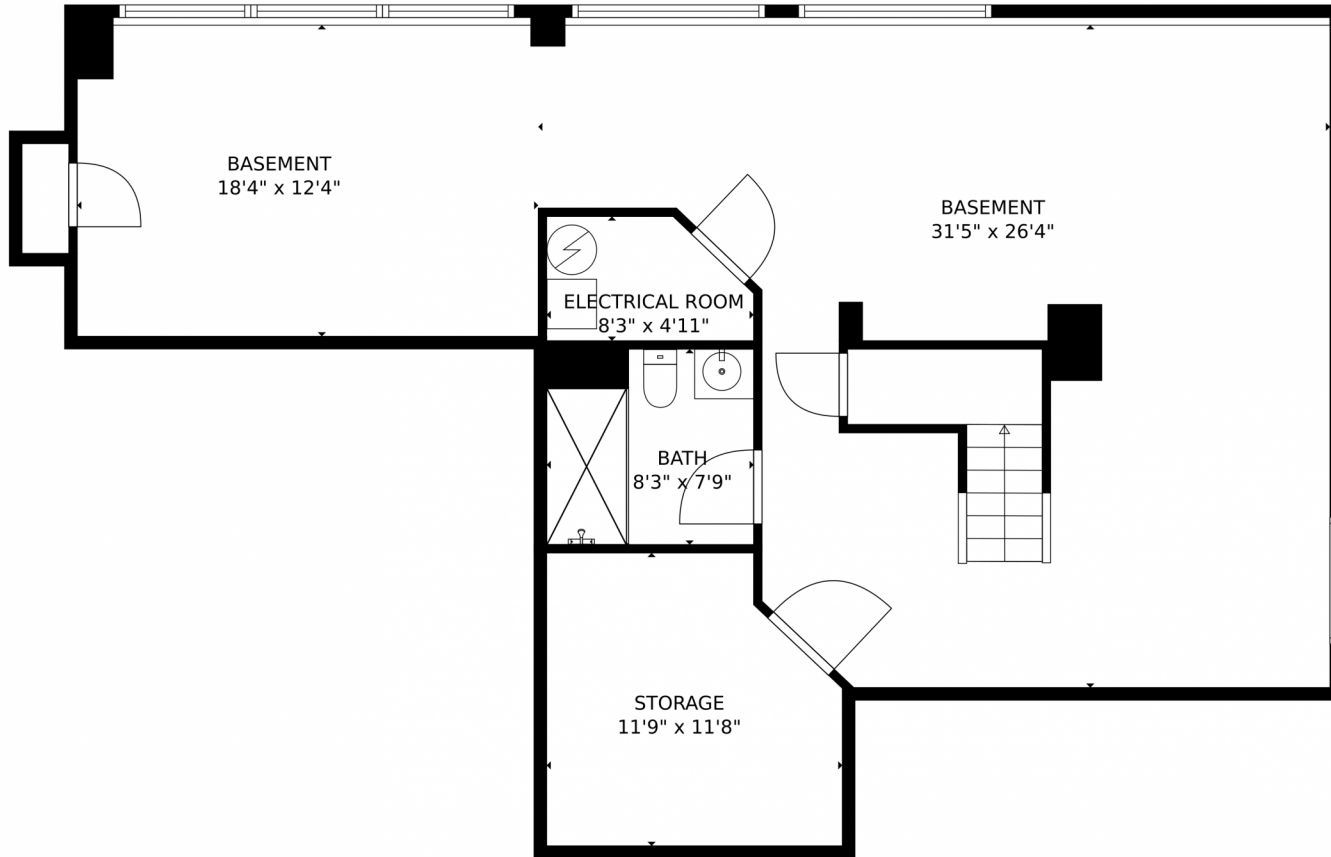 BASEMENT
18'4" x 12'4"
BASEMENT
31'5" x 26'4"
ELECTRICAL ROOM
8'3" x 4'11"
BATH
8'3" x 7'9"
STORAGE
11'9" x 11'8"